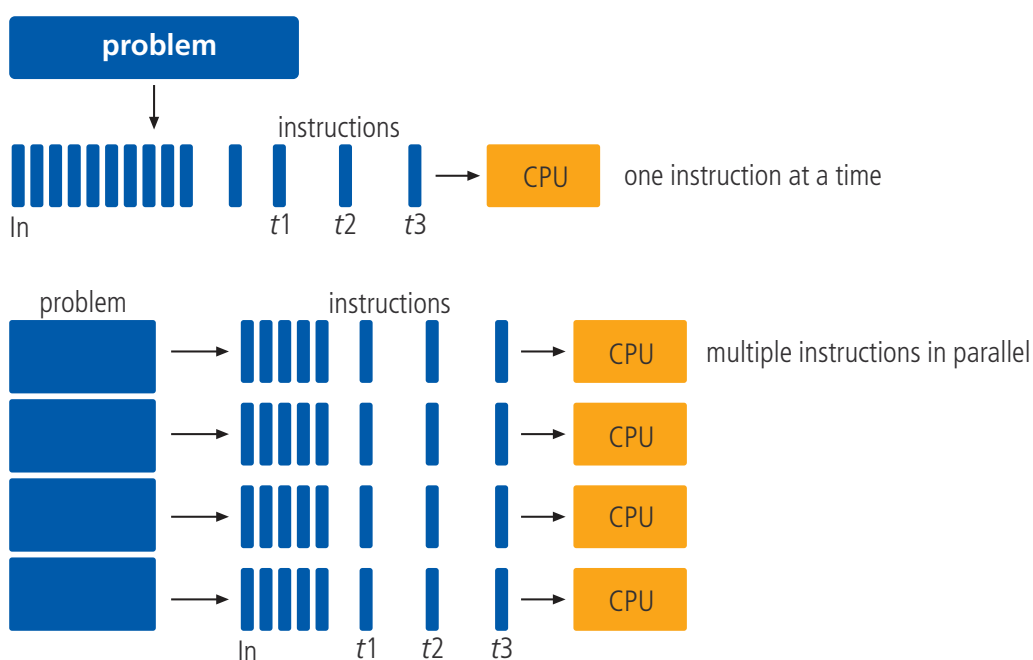 problem
instructions
CPU one instruction at a time
In t1 t2 t3
problem instructions
CPU multiple instructions in parallel
CPU
CPU
CPU
In t1 t2 t3